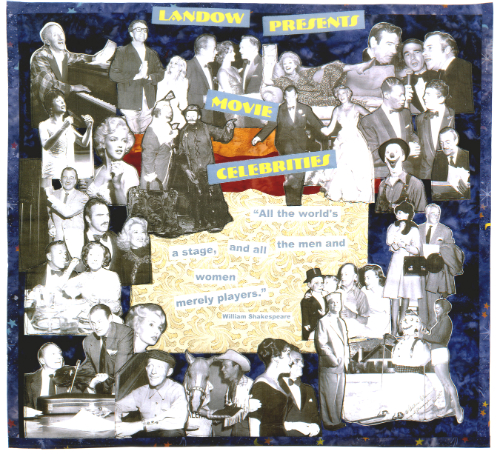 LANDOW PRESENTS
MOVIE
CELEBRITIES
"All the world's
a stage, and all the men and
women
merely players."
William Shakespeare